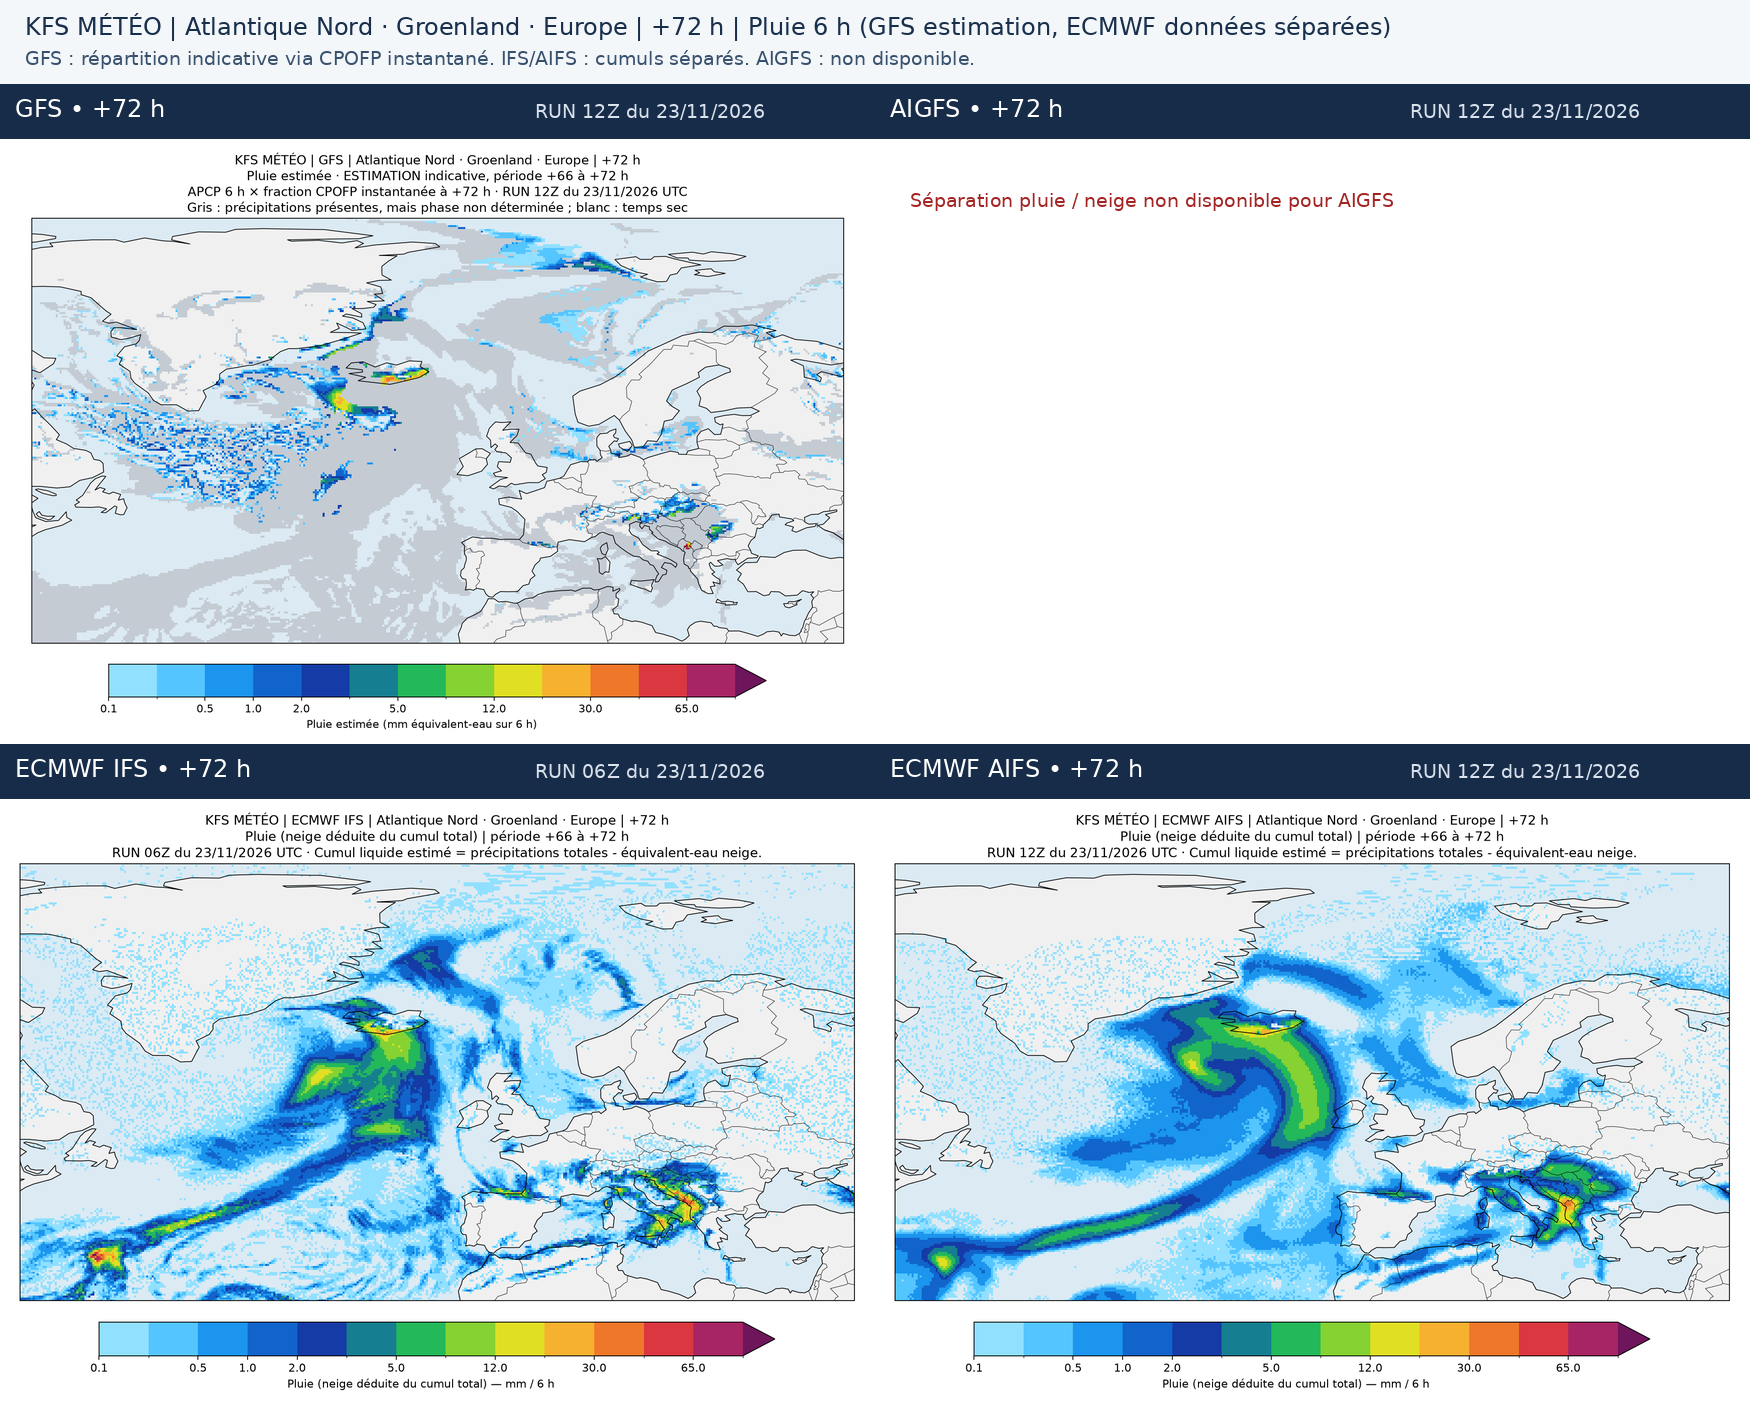 KFS MÉTÉO | Atlantique Nord · Groenland · Europe | +72 h | Pluie 6 h (GFS estimation, ECMWF données séparées)
GFS : répartition indicative via CPOFP instantané. IFS/AIFS : cumuls séparés. AIGFS : non disponible.
GFS • +72 h
RUN 12Z du 23/11/2026
AIGFS • +72 h
RUN 12Z du 23/11/2026
KFS MÉTÉO | GFS | Atlantique Nord · Groenland · Europe | +72 h
Pluie estimée · ESTIMATION indicative, période +66 à +72 h
APCP 6 h × fraction CPOFP instantanée à +72 h · RUN 12Z du 23/11/2026 UTC
Gris : précipitations présentes, mais phase non déterminée ; blanc : temps sec
Séparation pluie / neige non disponible pour AIGFS
0.1 0.5 1.0 2.0 5.0 12.0 30.0 65.0
Pluie estimée (mm équivalent-eau sur 6 h)
ECMWF IFS • +72 h
RUN 06Z du 23/11/2026
ECMWF AIFS • +72 h
RUN 12Z du 23/11/2026
KFS MÉTÉO | ECMWF IFS | Atlantique Nord · Groenland · Europe | +72 h
Pluie (neige déduite du cumul total) | période +66 à +72 h
RUN 06Z du 23/11/2026 UTC · Cumul liquide estimé = précipitations totales - équivalent-eau neige.
KFS MÉTÉO | ECMWF AIFS | Atlantique Nord · Groenland · Europe | +72 h
Pluie (neige déduite du cumul total) | période +66 à +72 h
RUN 12Z du 23/11/2026 UTC · Cumul liquide estimé = précipitations totales - équivalent-eau neige.
0.1 0.5 1.0 2.0 5.0 12.0 30.0 65.0
Pluie (neige déduite du cumul total) — mm / 6 h
0.1 0.5 1.0 2.0 5.0 12.0 30.0 65.0
Pluie (neige déduite du cumul total) — mm / 6 h